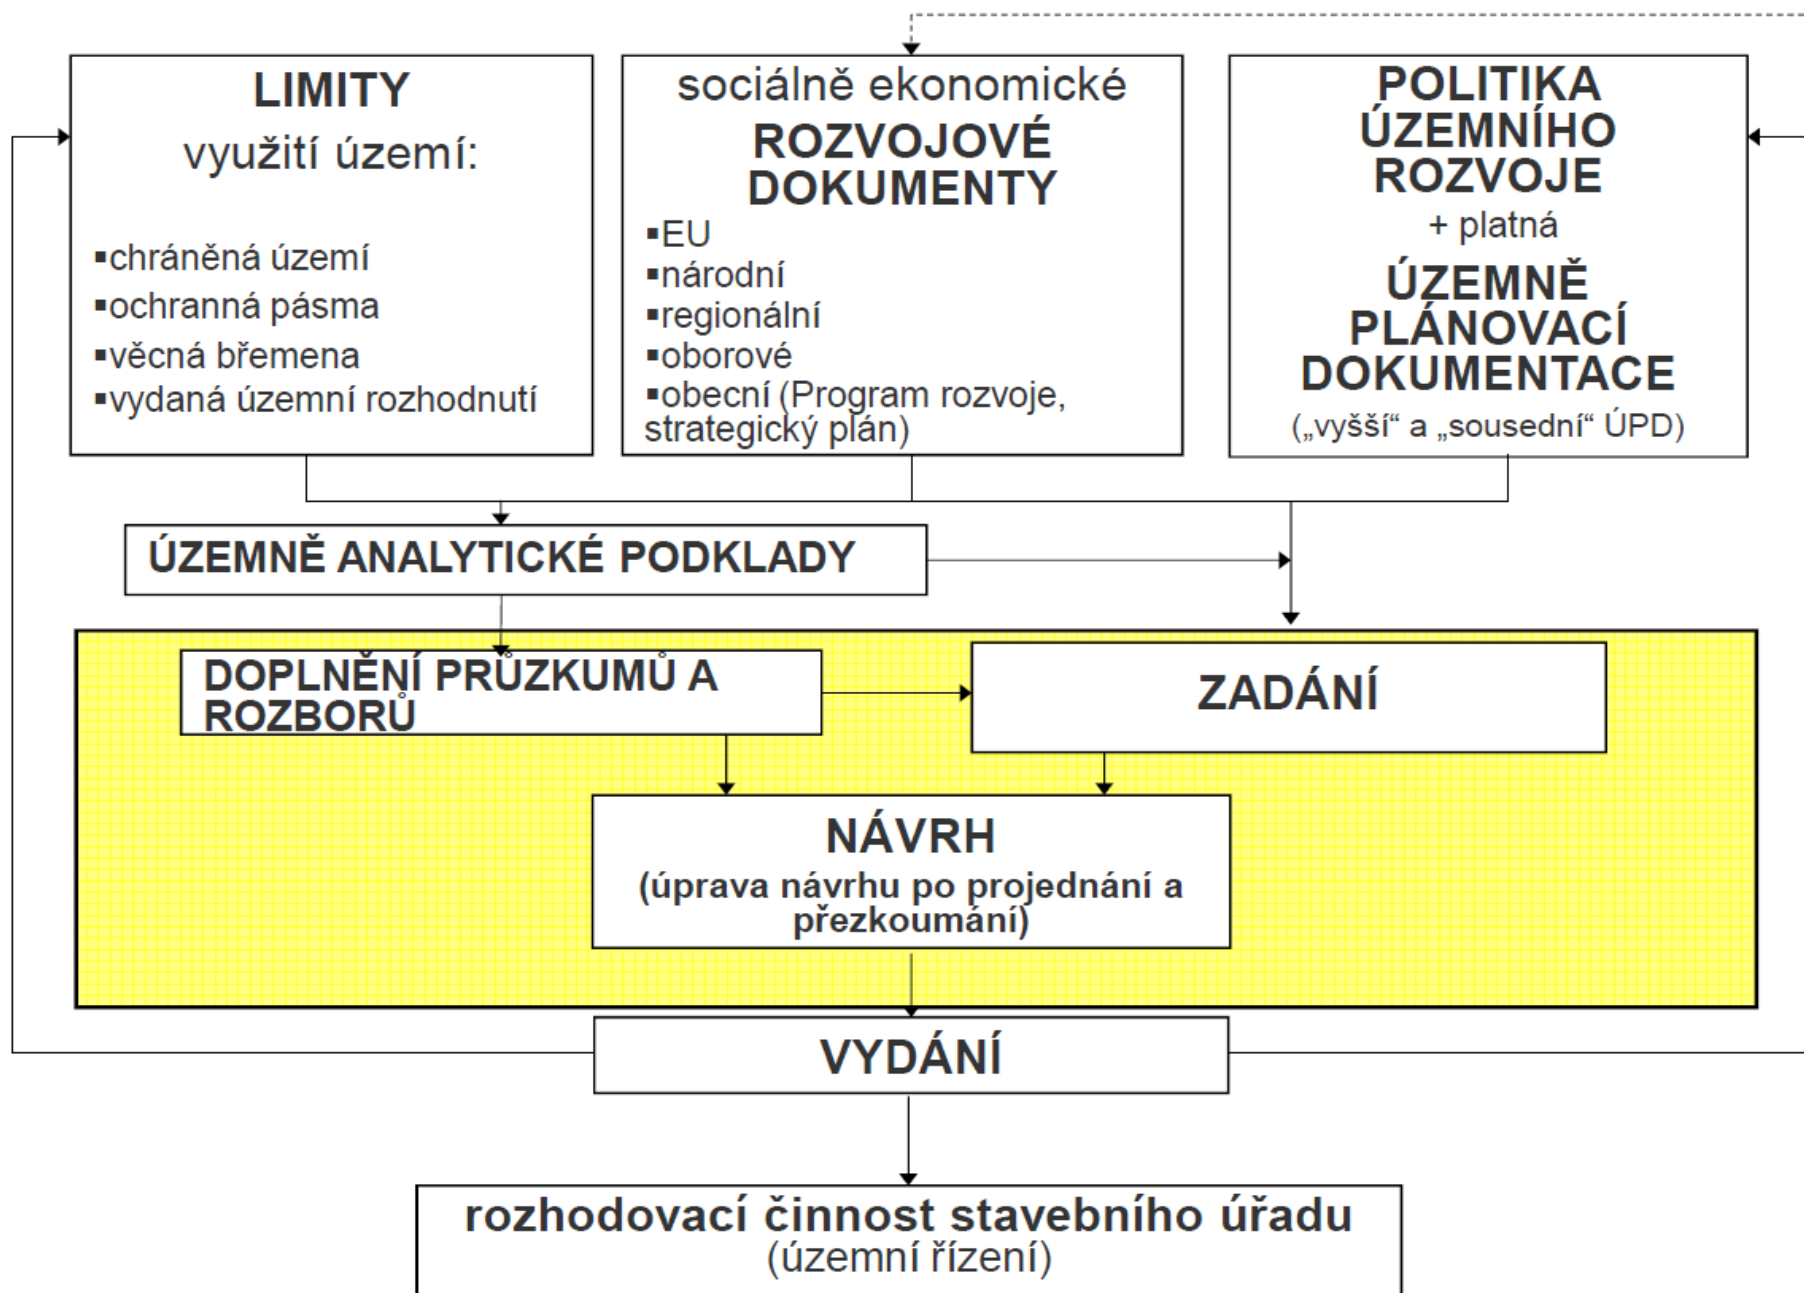 LIMITY
využití území:
▪chráněná území
▪ochranná pásma
▪věcná břemena
▪vydaná územní rozhodnutí
sociálně ekonomické
ROZVOJOVÉ
DOKUMENTY
▪EU
▪národní
▪regionální
▪oborové
▪obecní (Program rozvoje,
strategický plán)
POLITIKA
ÚZEMNÍHO
ROZVOJE
+ platná
ÚZEMNĚ
PLÁNOVACÍ
DOKUMENTACE
(„vyšší“ a „sousední“ ÚPD)
ÚZEMNĚ ANALYTICKÉ PODKLADY
DOPLNĚNÍ PRŮZKUMŮ A
ROZBORŮ
ZADÁNÍ
NÁVRH
(úprava návrhu po projednání a
přezkoumání)
VYDÁNÍ
rozhodovací činnost stavebního úřadu
(územní řízení)